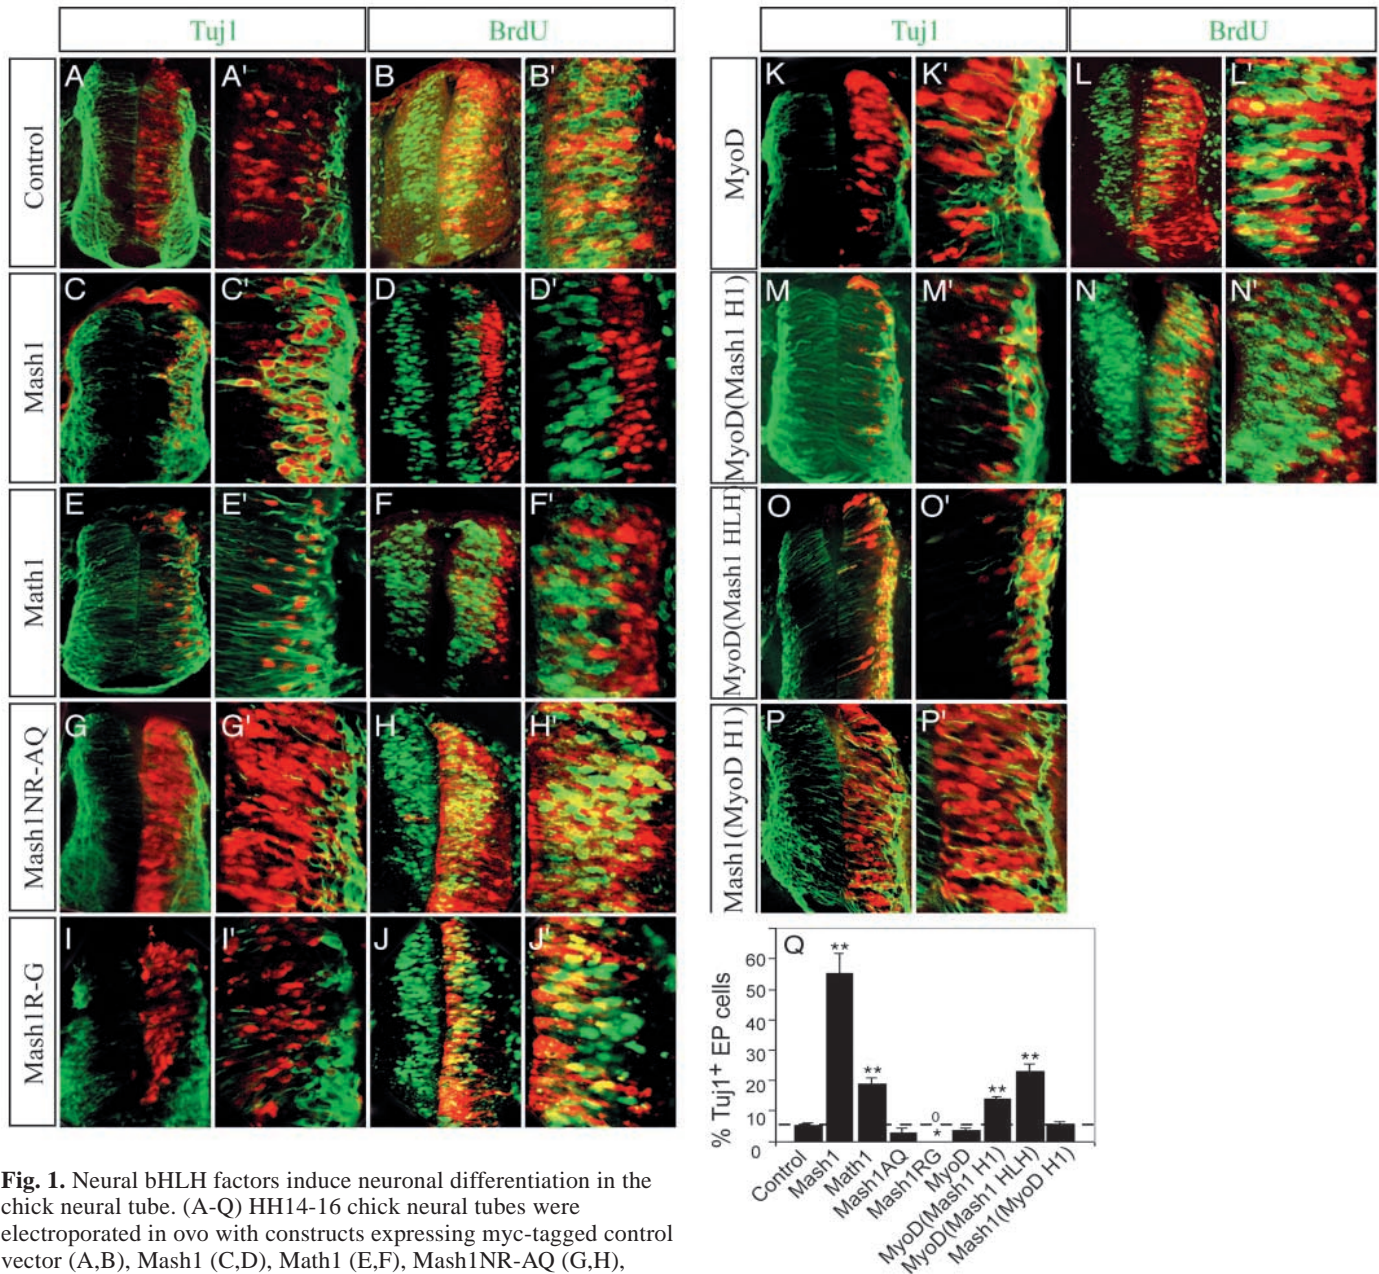 Tuj1 BrdU
Control
A A' B B'
Mash1
C C' D D'
Math1
E E' F F'
Mash1NR-AQ
G G' H H'
Mash1R-G
I I' J J'
Tuj1 BrdU
MyoD
K K' L L'
MyoD(Mash1 H1)
M M' N N'
MyoD(Mash1 HLH)
O O'
Mash1(MyoD H1)
P P'
Q
% Tuj1+ EP cells
60
50
40
30
20
10
0
** ** 0 * ** **
Control
Mash1
Math1
Mash1AQ
Mash1RG
MyoD
MyoD(Mash1 H1)
MyoD(Mash1 HLH)
Mash1(MyoD H1)
Fig. 1. Neural bHLH factors induce neuronal differentiation in the
chick neural tube. (A-Q) HH14-16 chick neural tubes were
electroporated in ovo with constructs expressing myc-tagged control
vector (A,B), Mash1 (C,D), Math1 (E,F), Mash1NR-AQ (G,H),